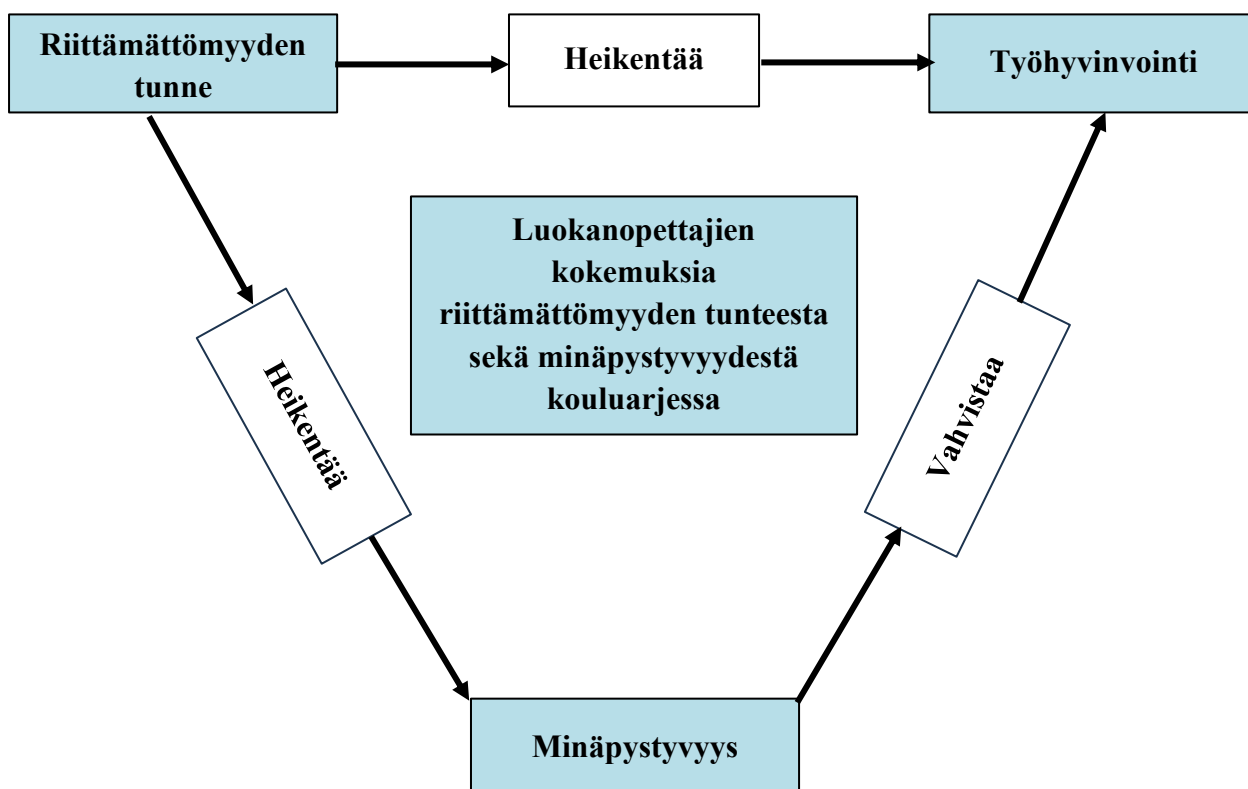 Riittämättömyyden
tunne
Heikentää
Työhyvinvointi
Luokanopettajien
kokemuksia
riittämättömyyden tunteesta
sekä minäpystyvyydestä
kouluarjessa
Heikentää
Vahvistaa
Minäpystyvyys